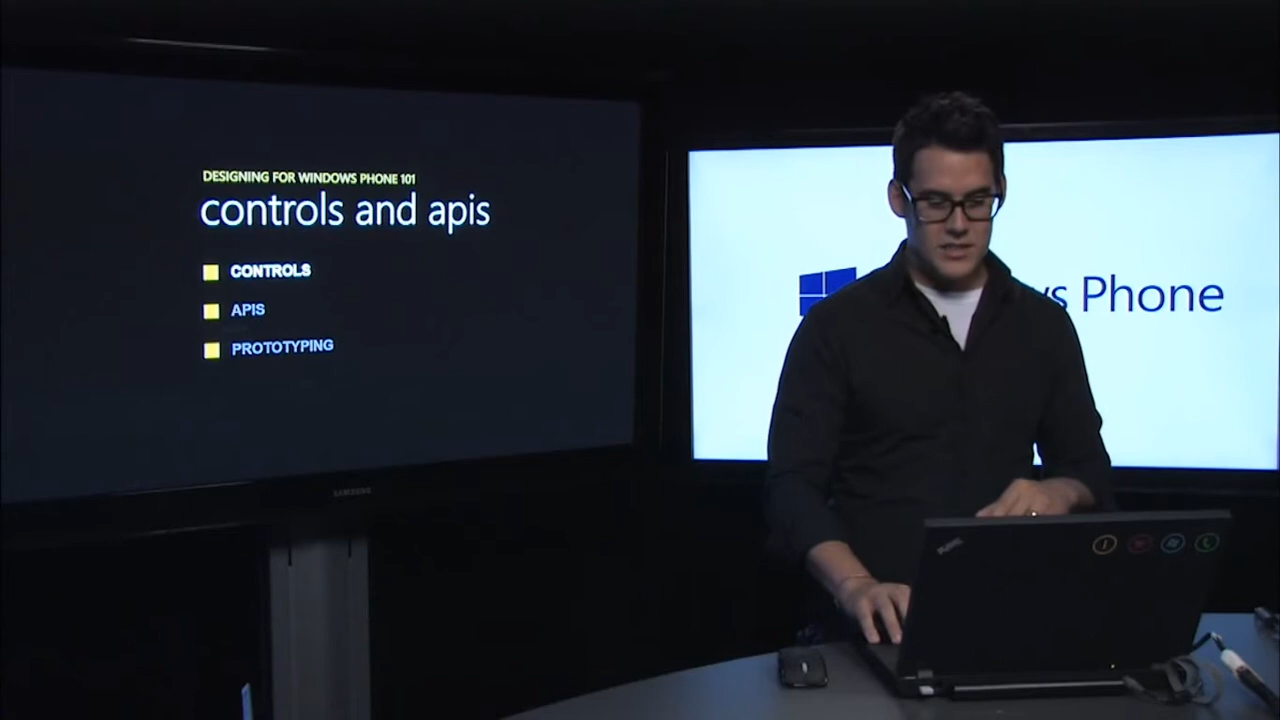 DESIGNING FOR WINDOWS PHONE 101
controls and apis
CONTROLS
APIS
PROTOTYPING
SAMSUNG
s Phone